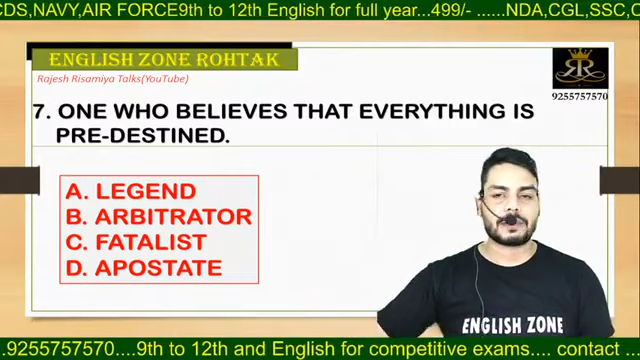 CDS,NAVY,AIR FORCE9th to 12th English for full year...499/- ......NDA,CGL,SSC,C
ENGLISH ZONE ROHTAK
Rajesh Risamiya Talks(YouTube)
9255757570
7. ONE WHO BELIEVES THAT EVERYTHING IS
PRE-DESTINED.
A. LEGEND
B. ARBITRATOR
C. FATALIST
D. APOSTATE
ENGLISH ZONE
.9255757570....9th to 12th and English for competitive exams.... contact ...